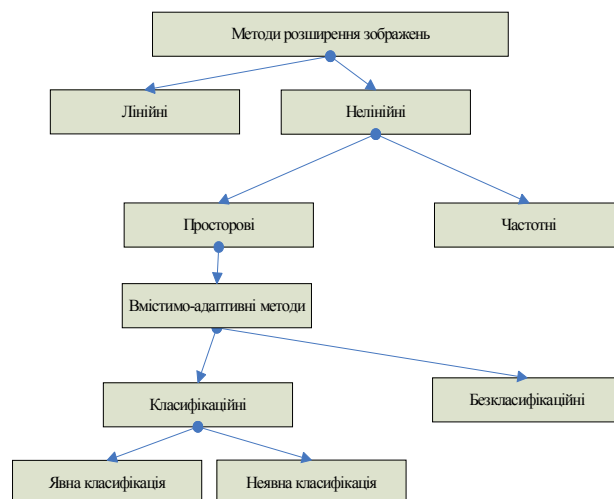 Методи розширення зображень
Лінійні
Нелінійні
Просторові
Частотні
Вмістимо-адаптивні методи
Класифікаційні
Безкласифікаційні
Явна класифікація
Неявна класифікація